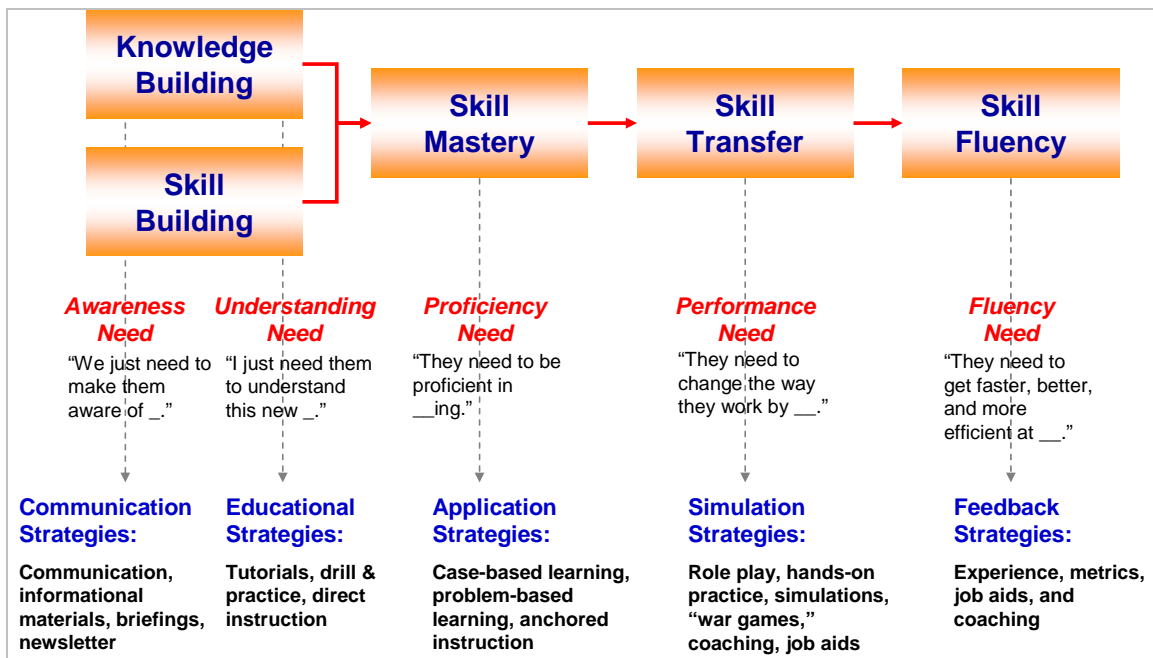 Knowledge
Building
Skill
Building
Skill
Mastery
Skill
Transfer
Skill
Fluency
Awareness
Need
“We just need to
make them
aware of _.”
Understanding
Need
“I just need them
to understand
this new _.”
Proficiency
Need
“They need to be
proficient in
__ing.”
Performance
Need
“They need to
change the way
they work by __.”
Fluency
Need
“They need to
get faster, better,
and more
efficient at __.”
Communication
Strategies:
Communication,
informational
materials, briefings,
newsletter
Educational
Strategies:
Tutorials, drill &
practice, direct
instruction
Application
Strategies:
Case-based learning,
problem-based
learning, anchored
instruction
Simulation
Strategies:
Role play, hands-on
practice, simulations,
“war games,”
coaching, job aids
Feedback
Strategies:
Experience, metrics,
job aids, and
coaching